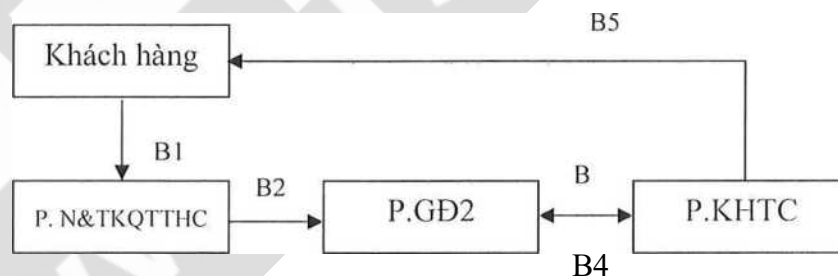 B5
Khách hàng
B1
B2
B
P. N&TKQTTHC
P.GĐ2
P.KHTC
B4